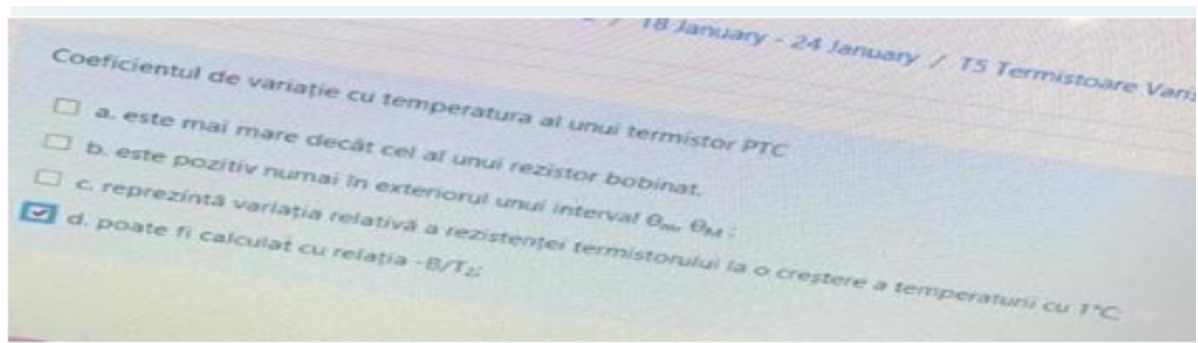 / 18 January - 24 January / T5 Termistoare Varis
Coeficientul de variație cu temperatura al unui termistor PTC
a. este mai mare decât cel al unui rezistor bobinat.
b. este pozitiv numai în exteriorul unui interval θm, θM ;
c. reprezintă variația relativă a rezistenței termistorului la o creștere a temperaturii cu 1°C;
d. poate fi calculat cu relația -B/T2;